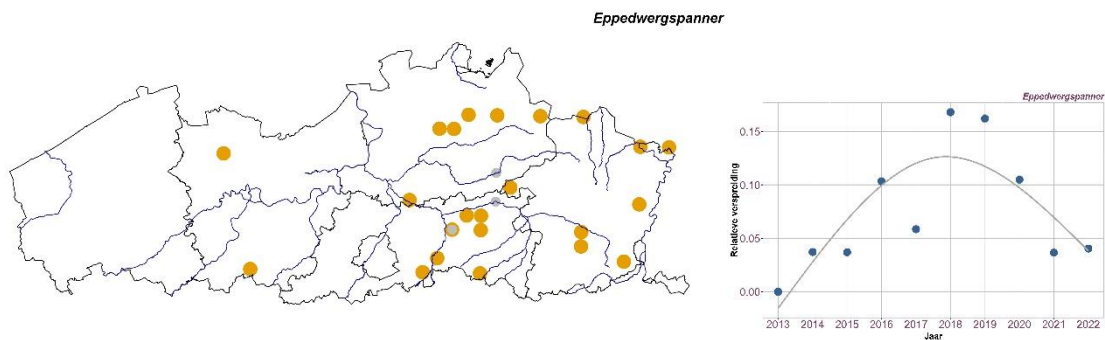 Eppedwergspanner
Eppedwergspanner
Relatieve verspreiding
0.15
0.10
0.05
0.00
2013 2014 2015 2016 2017 2018 2019 2020 2021 2022
Jaar